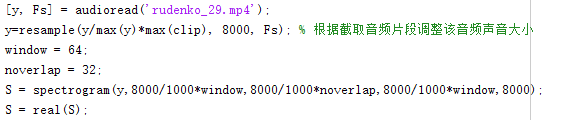 [y, Fs] = audioread('rudenko_29.mp4');
y=resample(y/max(y)*max(clip), 8000, Fs); % 根据截取音频片段调整该音频声音大小
window = 64;
noverlap = 32;
S = spectrogram(y,8000/1000*window,8000/1000*noverlap,8000/1000*window,8000);
S = real(S);